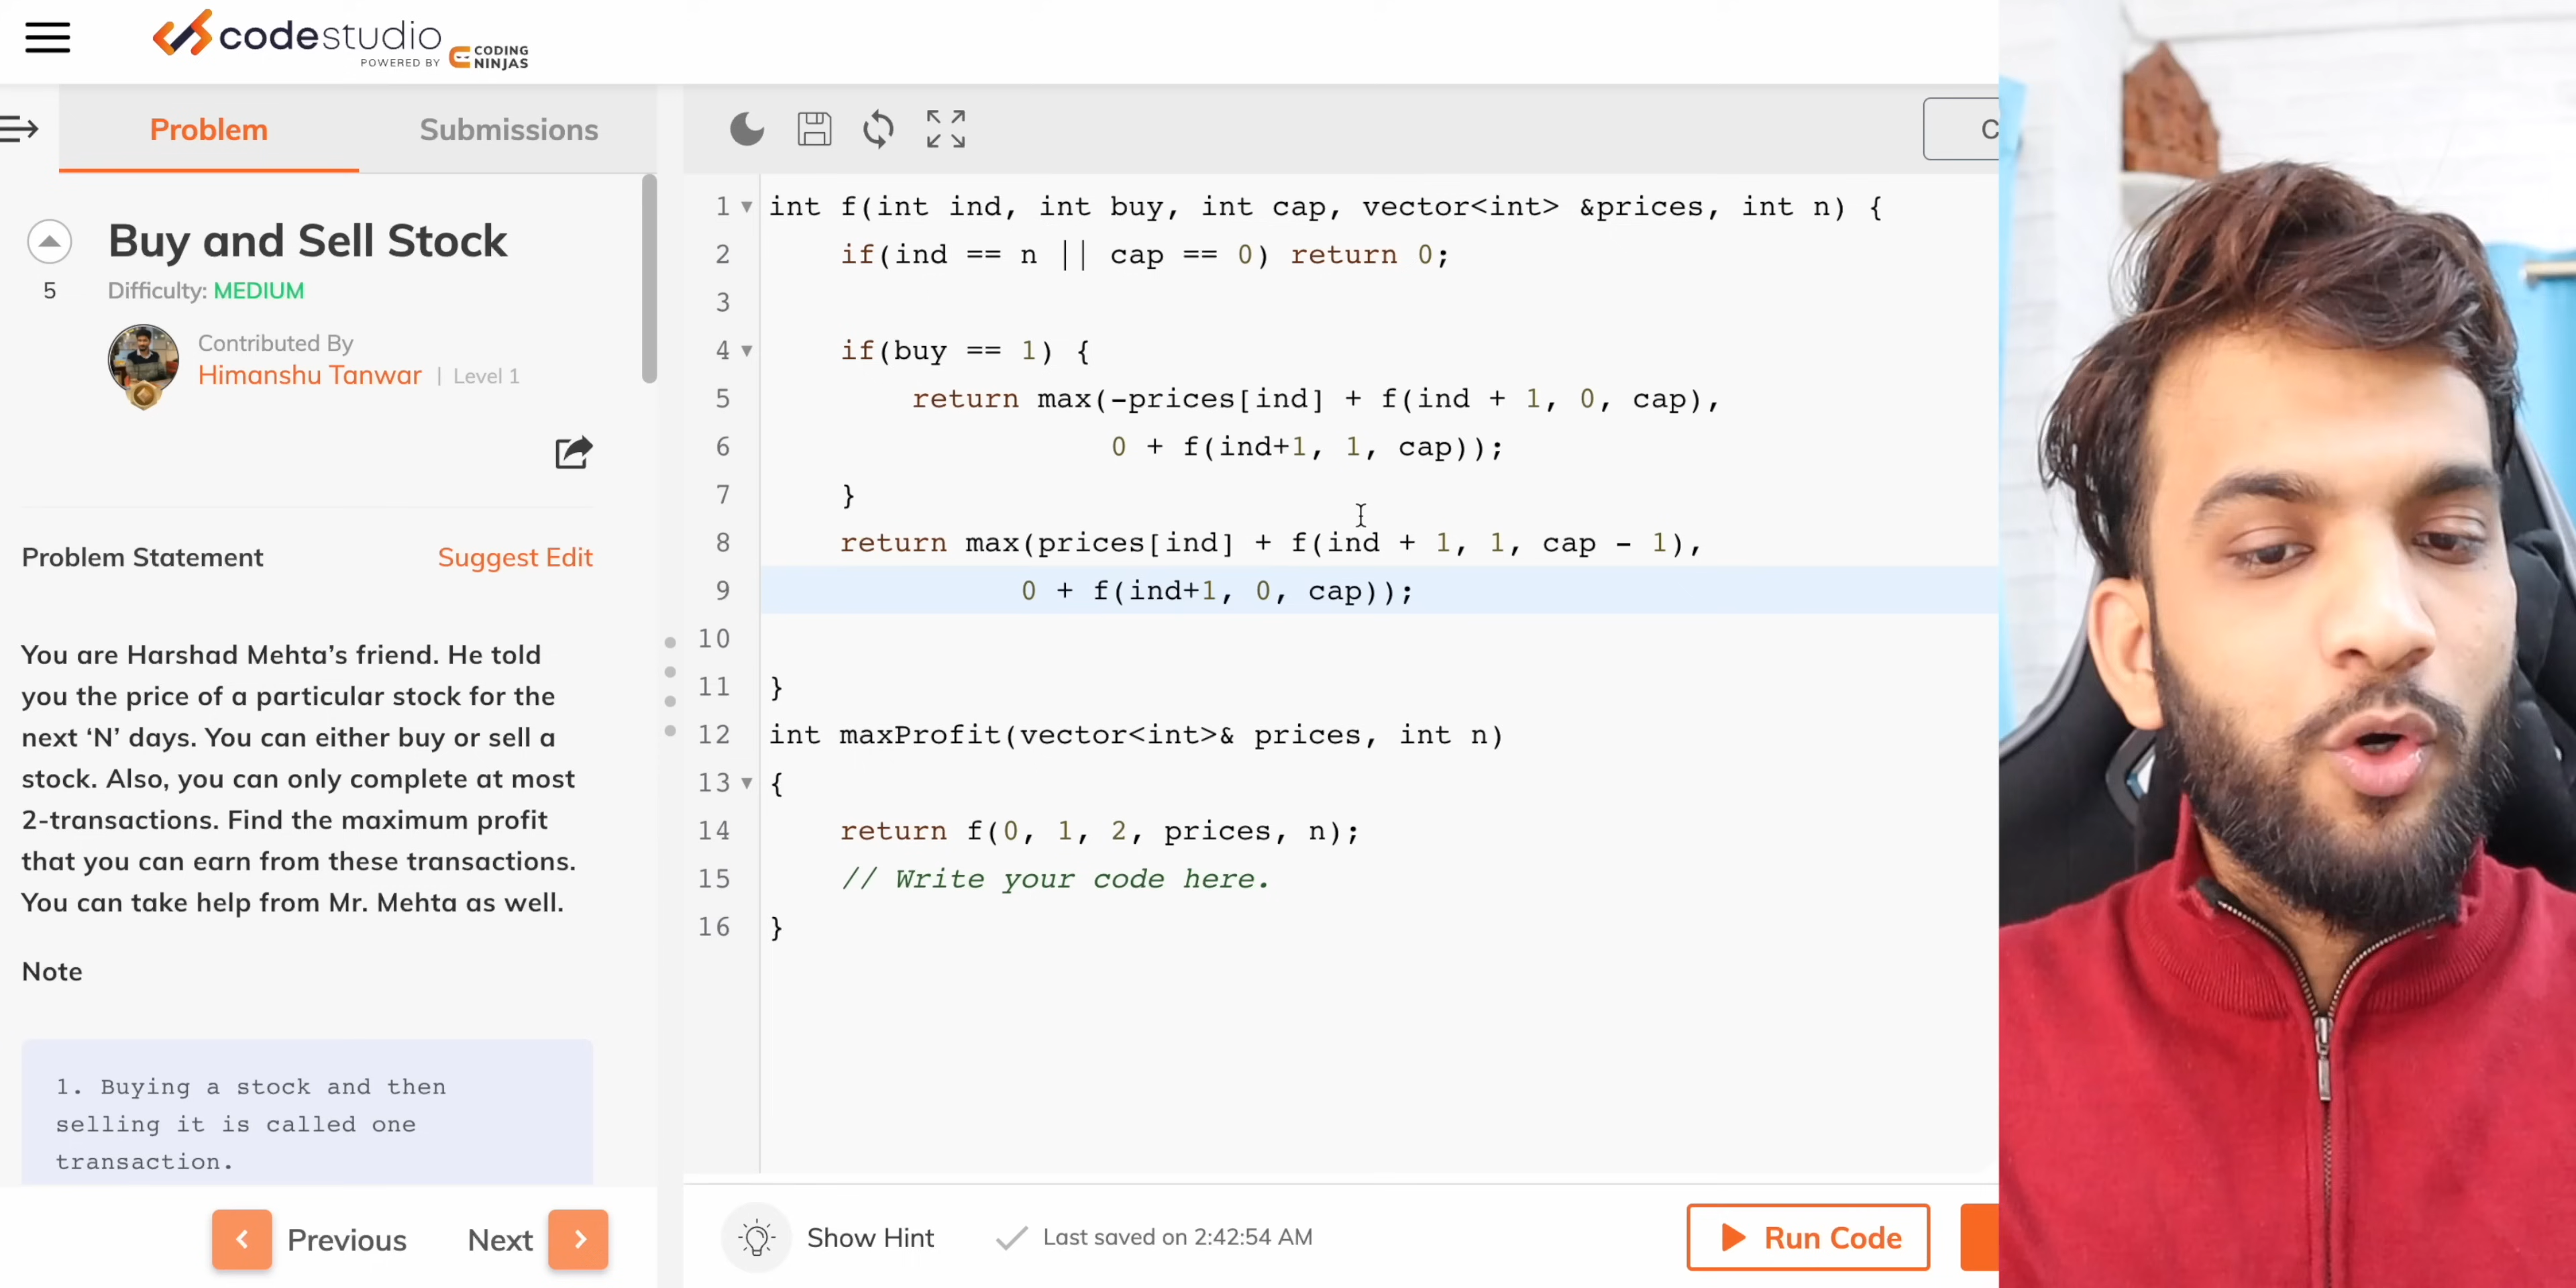 codestudio
POWERED BY CODING NINJAS
Problem Submissions
Buy and Sell Stock
5
Difficulty: MEDIUM
Contributed By
Himanshu Tanwar | Level 1
Problem Statement Suggest Edit
You are Harshad Mehta’s friend. He told
you the price of a particular stock for the
next ‘N’ days. You can either buy or sell a
stock. Also, you can only complete at most
2-transactions. Find the maximum profit
that you can earn from these transactions.
You can take help from Mr. Mehta as well.
Note
1. Buying a stock and then
selling it is called one
transaction.
Previous Next
C
1 int f(int ind, int buy, int cap, vector<int> &prices, int n) {
2 if(ind == n || cap == 0) return 0;
3
4 if(buy == 1) {
5 return max(-prices[ind] + f(ind + 1, 0, cap),
6 0 + f(ind+1, 1, cap));
7 }
8 return max(prices[ind] + f(ind + 1, 1, cap - 1),
9 0 + f(ind+1, 0, cap));
10
11 }
12 int maxProfit(vector<int>& prices, int n)
13 {
14 return f(0, 1, 2, prices, n);
15 // Write your code here.
16 }
Show Hint Last saved on 2:42:54 AM Run Code